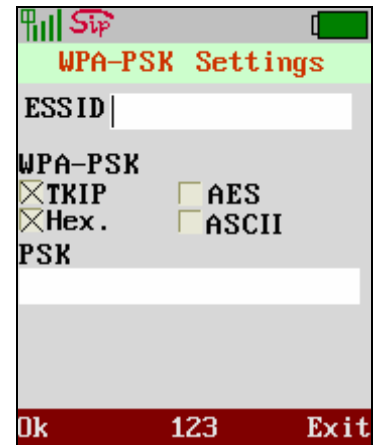 Sip
WPA-PSK Settings
ESSID
WPA-PSK
TKIP AES
Hex. ASCII
PSK
Ok 123 Exit